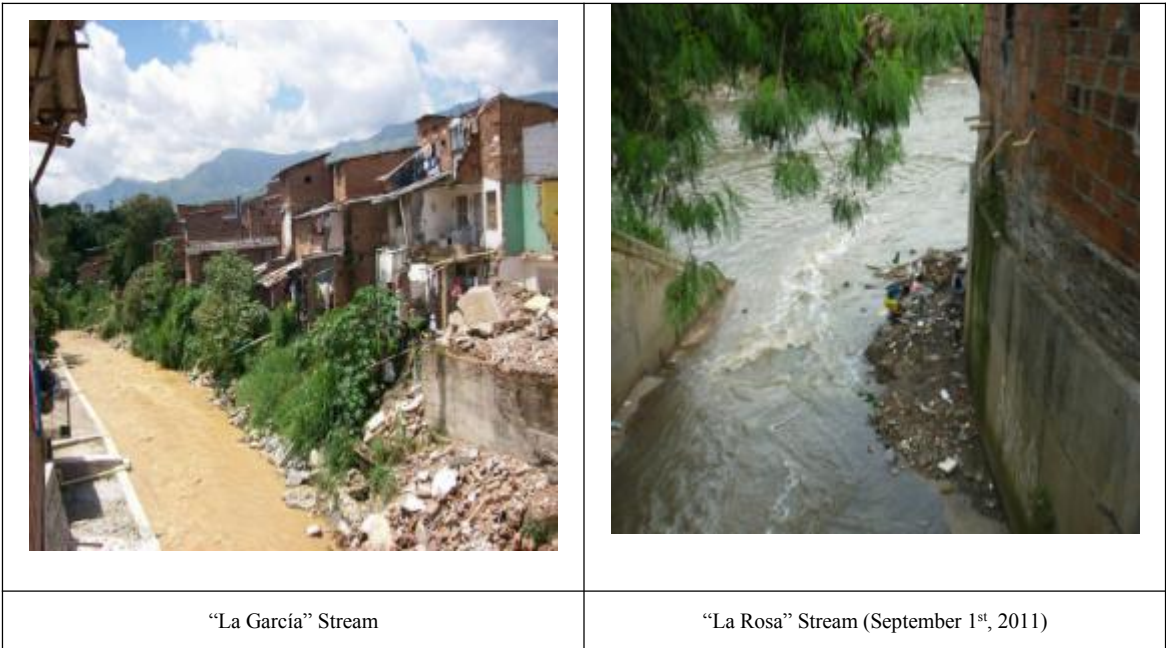 “La García” Stream
“La Rosa” Stream (September 1st, 2011)